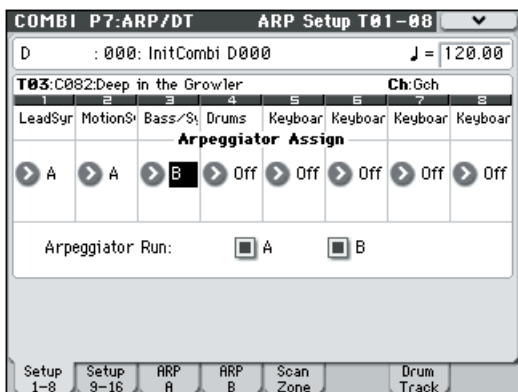 COMBI P7:ARP/DT ARP Setup T01-08
D : 000: InitCombi D000 ♩= 120.00
T03:C082:Deep in the Growler Ch:Gch
1 2 3 4 5 6 7 8
LeadSyn MotionS Bass/Sy Drums Keyboar Keyboar Keyboar Keyboar
Arpeggiator Assign
A A B Off Off Off Off Off
Arpeggiator Run: A B
Setup 1-8 Setup 9-16 ARP A ARP B Scan Zone Drum Track